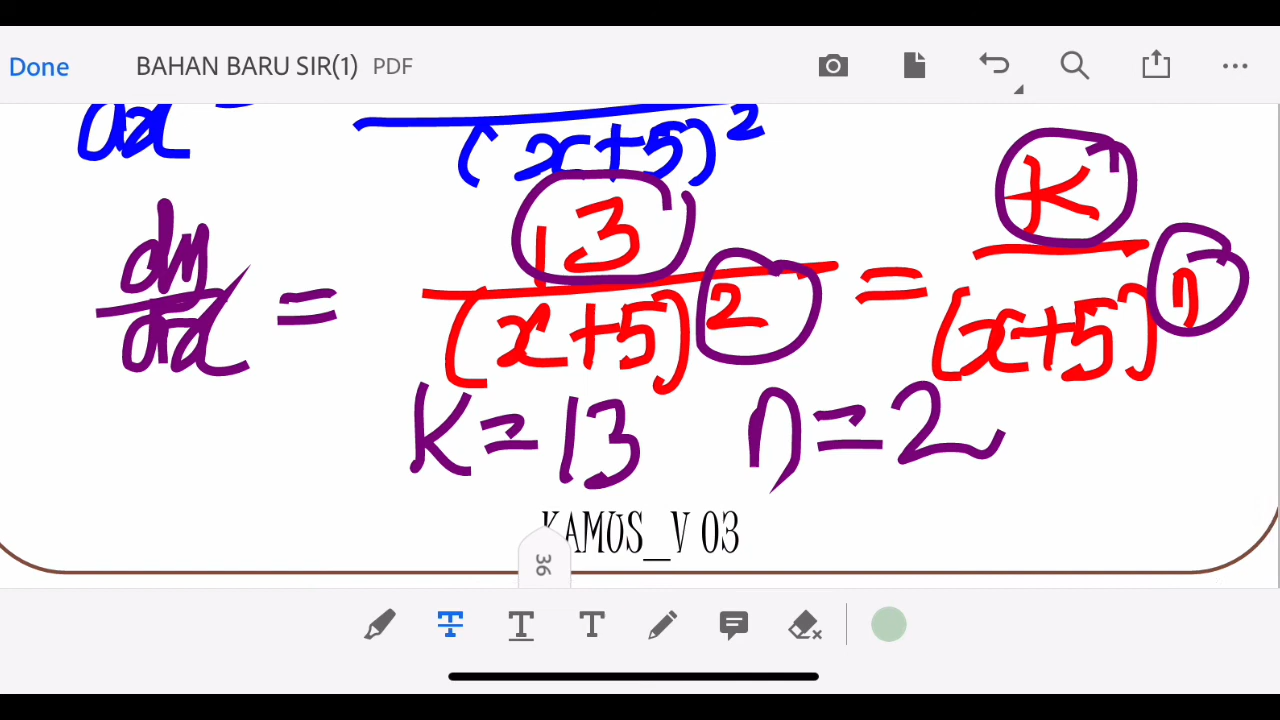 Done BAHAN BARU SIR(1) PDF
dx
(x+5)²
dy/dx = 13/(x+5)² = K/(x+5)ⁿ
K=13 n=2
KAMUS_V 03
36